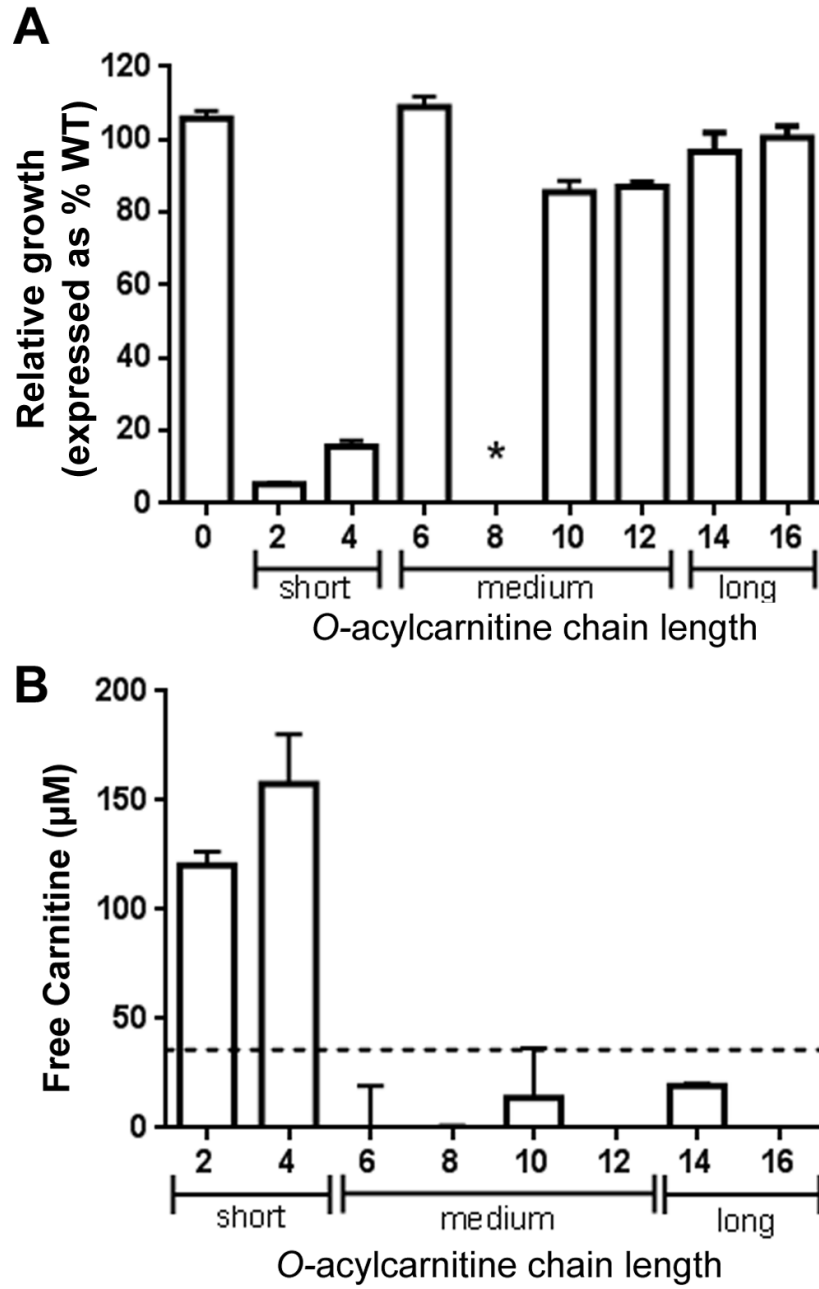 A
Relative growth
(expressed as % WT)
120
100
80
60
40
20
0
*
0 2 4 6 8 10 12 14 16
short medium long
O-acylcarnitine chain length
B
Free Carnitine (µM)
200
150
100
50
0
2 4 6 8 10 12 14 16
short medium long
O-acylcarnitine chain length